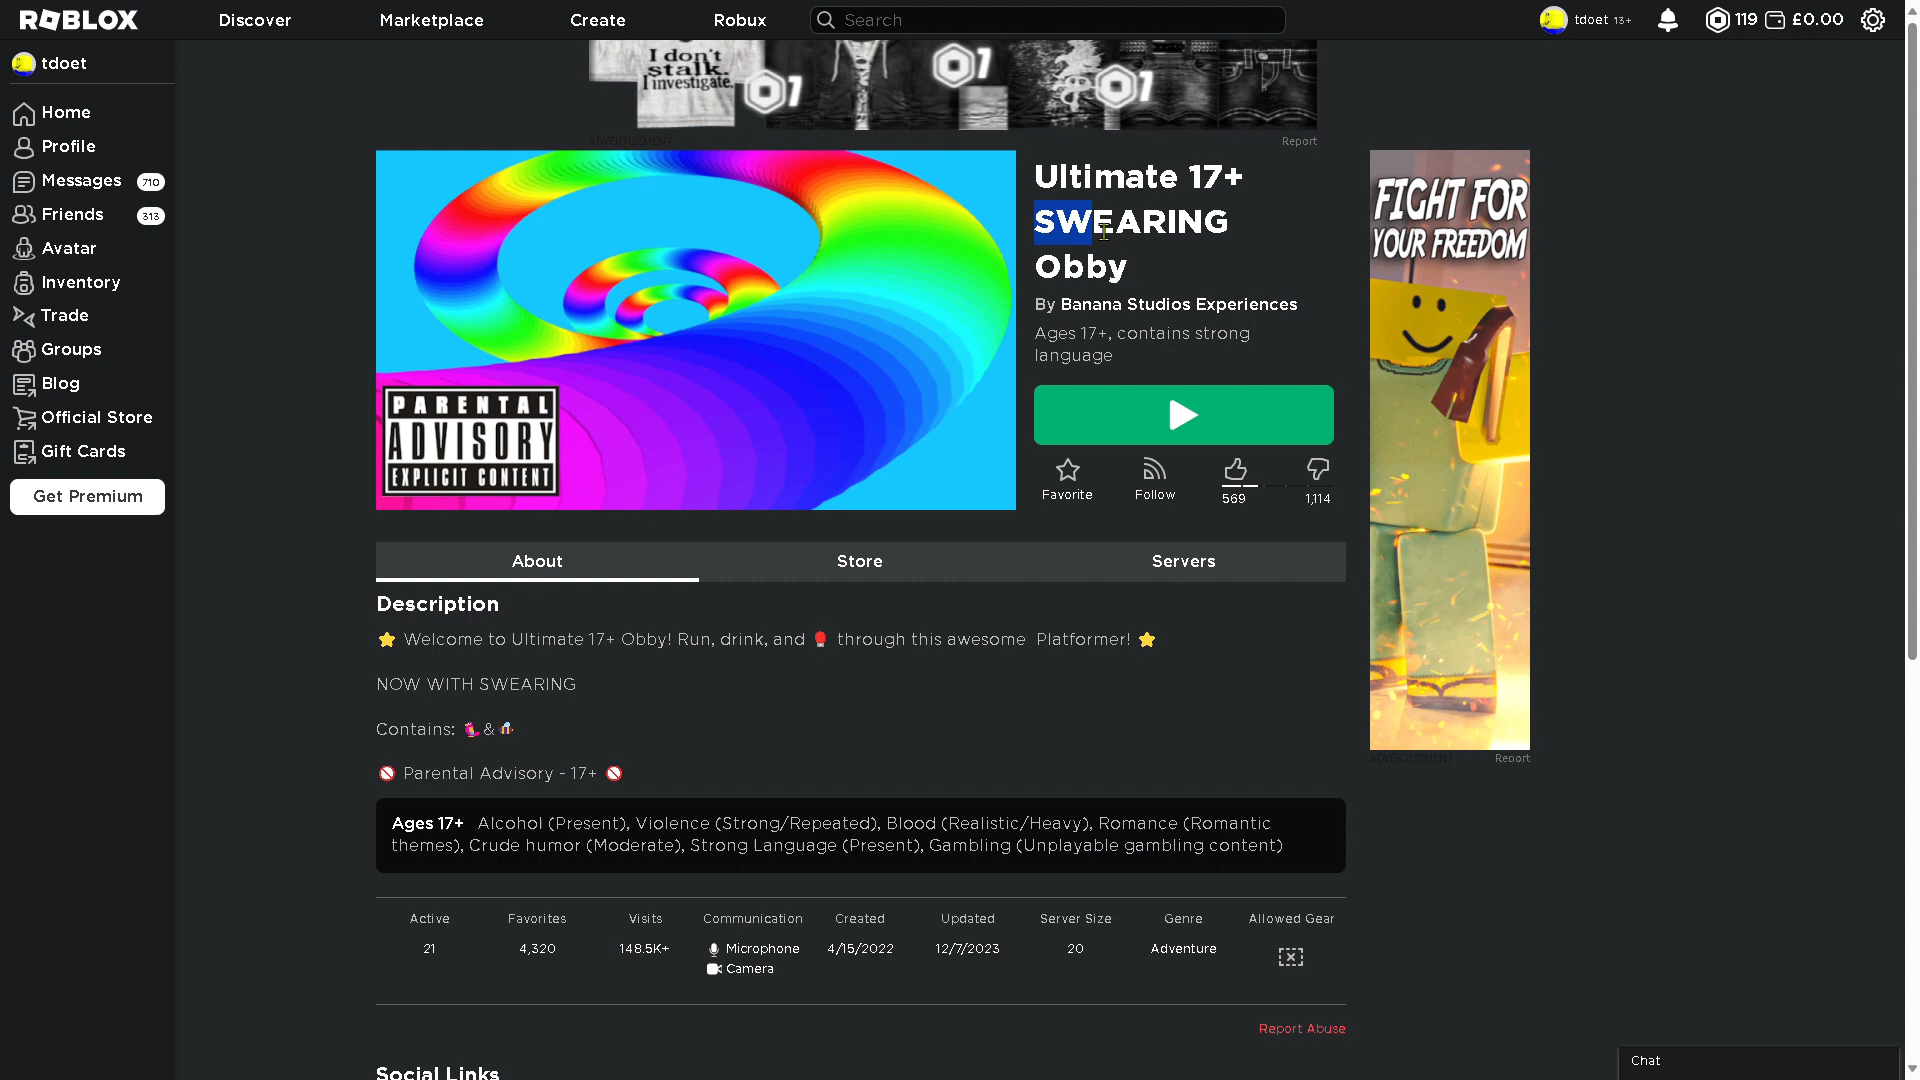 ROBLOX
Discover
Marketplace
Create
Robux
Search
tdoet 13+
119
£0.00
tdoet
Home
Profile
Messages 710
Friends 313
Avatar
Inventory
Trade
Groups
Blog
Official Store
Gift Cards
Get Premium
I don't
stalk.
I investigate.
7
7
7
ADVERTISEMENT
Report
PARENTAL
ADVISORY
EXPLICIT CONTENT
Ultimate 17+
SWEARING
Obby
By Banana Studios Experiences
Ages 17+, contains strong
language
Favorite
Follow
569
1,114
FIGHT FOR
YOUR FREEDOM
ADVERTISEMENT
Report
About
Store
Servers
Description
⭐ Welcome to Ultimate 17+ Obby! Run, drink, and 🥊 through this awesome Platformer! ⭐
NOW WITH SWEARING
Contains: 🦜&🐝
🚫 Parental Advisory - 17+ 🚫
Ages 17+ Alcohol (Present), Violence (Strong/Repeated), Blood (Realistic/Heavy), Romance (Romantic
themes), Crude humor (Moderate), Strong Language (Present), Gambling (Unplayable gambling content)
Active
Favorites
Visits
Communication
Created
Updated
Server Size
Genre
Allowed Gear
21
4,320
148.5K+
Microphone
Camera
4/15/2022
12/7/2023
20
Adventure
Report Abuse
Social Links
Chat